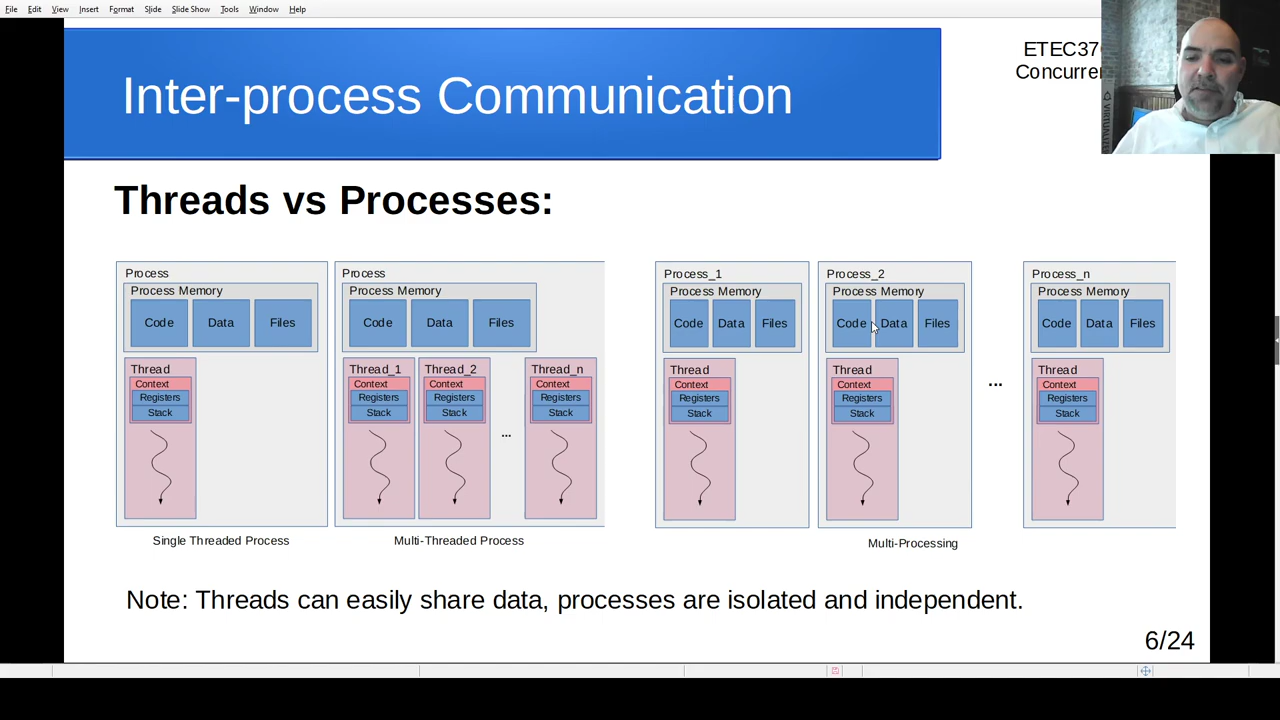 File Edit View Insert Format Slide Slide Show Tools Window Help
Inter-process Communication
ETEC37
Concurre
Threads vs Processes:
Process
Process Memory
Code Data Files
Thread
Context
Registers
Stack
Single Threaded Process
Process
Process Memory
Code Data Files
Thread_1 Thread_2 Thread_n
Context Context Context
Registers Registers Registers
Stack Stack ... Stack
Multi-Threaded Process
Process_1 Process_2 Process_n
Process Memory Process Memory Process Memory
Code Data Files Code Data Files Code Data Files
Thread Thread ... Thread
Context Context Context
Registers Registers Registers
Stack Stack Stack
Multi-Processing
Note: Threads can easily share data, processes are isolated and independent.
6/24